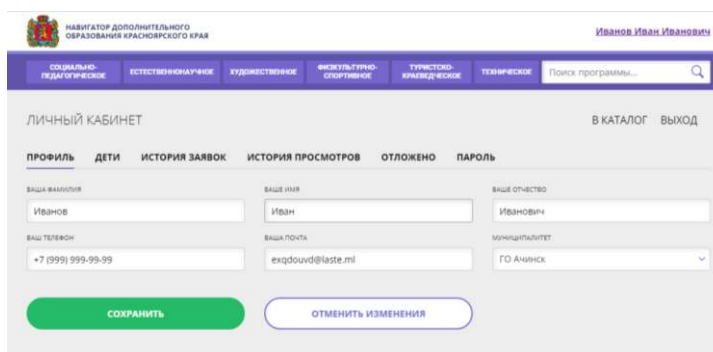 НАВИГАТОР ДОПОЛНИТЕЛЬНОГО
ОБРАЗОВАНИЯ КРАСНОЯРСКОГО КРАЯ
Иванов Иван Иванович
СОЦИАЛЬНО-
ПЕДАГОГИЧЕСКОЕ
ЕСТЕСТВЕННОНАУЧНОЕ
ХУДОЖЕСТВЕННОЕ
ФИЗКУЛЬТУРНО-
СПОРТИВНОЕ
ТУРИСТСКО-
КРАЕВЕДЧЕСКОЕ
ТЕХНИЧЕСКОЕ
Поиск программы...
ЛИЧНЫЙ КАБИНЕТ
В КАТАЛОГ ВЫХОД
ПРОФИЛЬ ДЕТИ ИСТОРИЯ ЗАЯВОК ИСТОРИЯ ПРОСМОТРОВ ОТЛОЖЕНО ПАРОЛЬ
ВАША ФАМИЛИЯ ВАШЕ ИМЯ ВАШЕ ОТЧЕСТВО
Иванов Иван Иванович
ВАШ ТЕЛЕФОН ВАША ПОЧТА МУНИЦИПАЛИТЕТ
+7 (999) 999-99-99 exqdouvd@laste.ml ГО Ачинск
СОХРАНИТЬ ОТМЕНИТЬ ИЗМЕНЕНИЯ